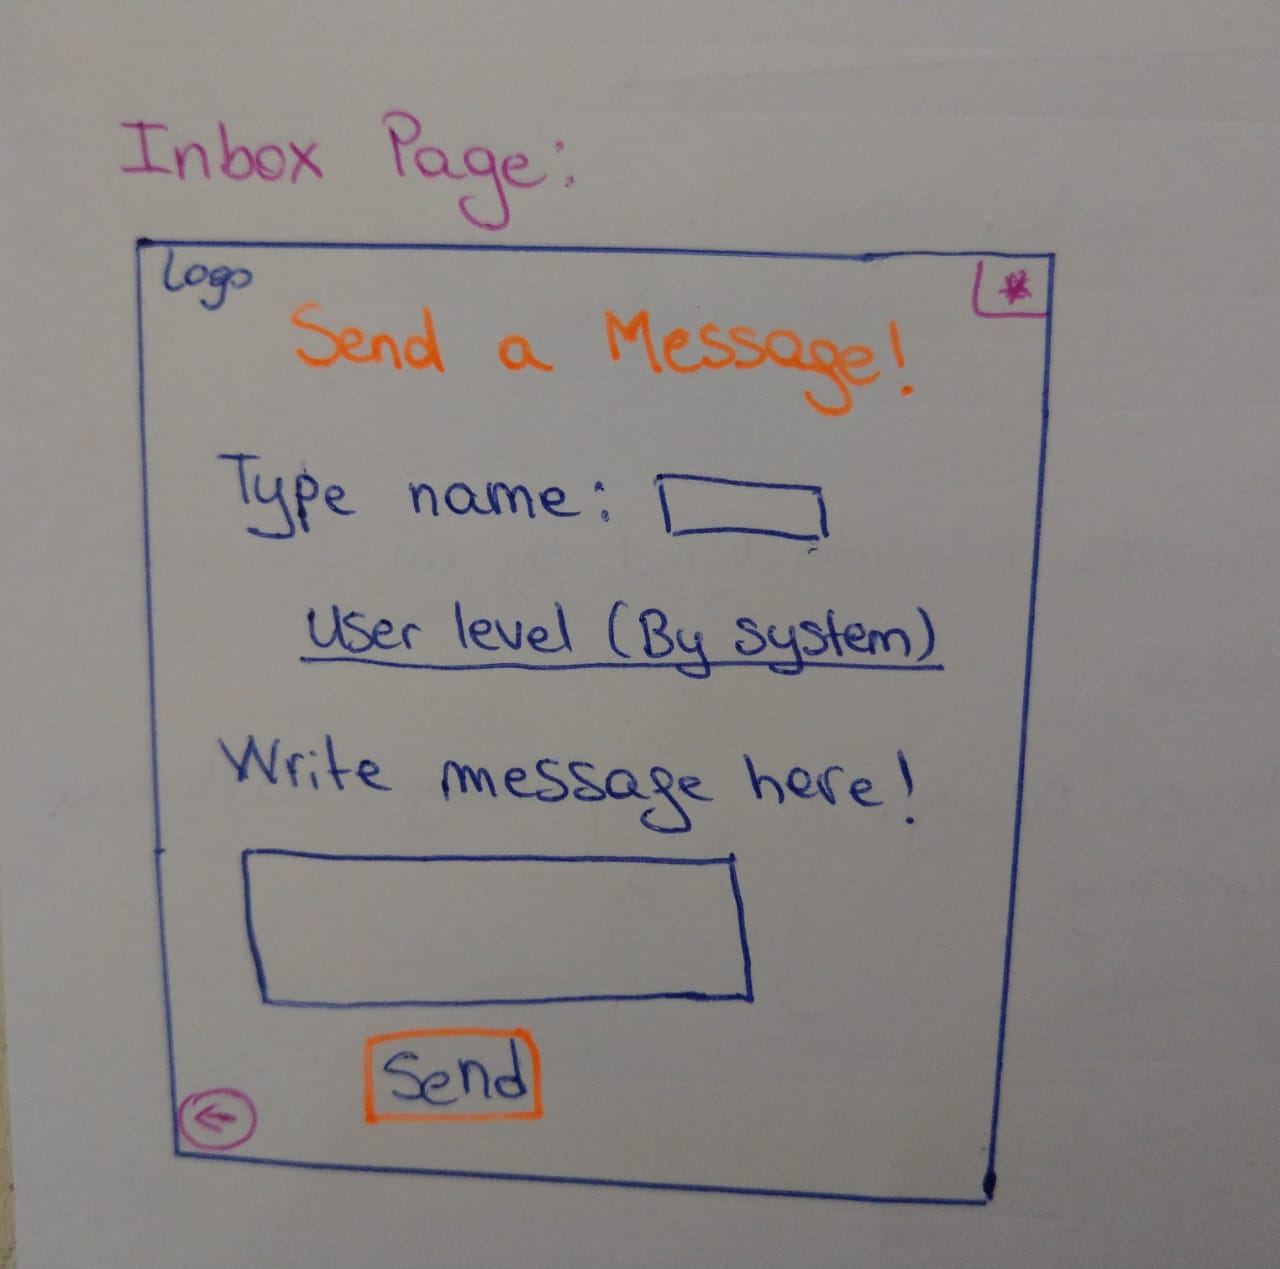 Inbox Page:
Logo
*
Send a Message!
Type name:
User level (By system)
Write message here!
Send
←